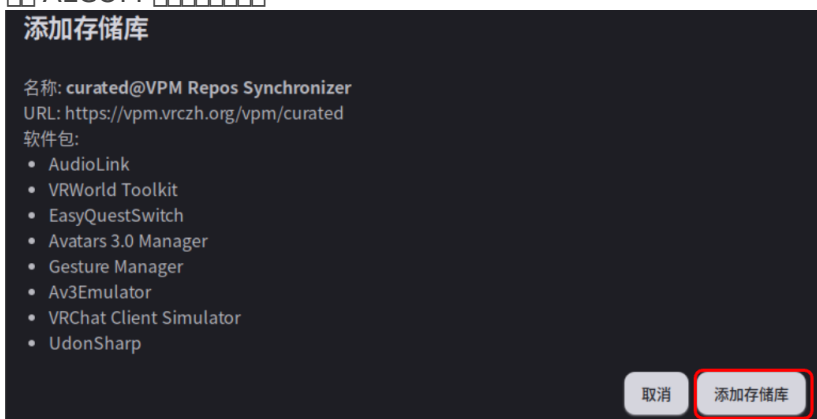 添加存储库
名称: curated@VPM Repos Synchronizer
URL: https://vpm.vrczh.org/vpm/curated
软件包:
• AudioLink
• VRWorld Toolkit
• EasyQuestSwitch
• Avatars 3.0 Manager
• Gesture Manager
• Av3Emulator
• VRChat Client Simulator
• UdonSharp
取消 添加存储库